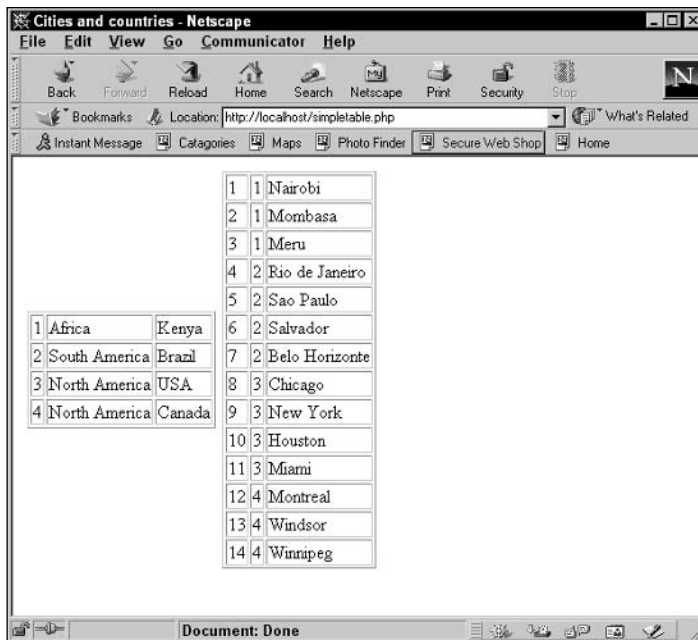 Cities and countries - Netscape
File Edit View Go Communicator Help
Back Forward Reload Home Search Netscape Print Security Stop
N
Bookmarks Location: http://localhost/simpletable.php What's Related
Instant Message Catagories Maps Photo Finder Secure Web Shop Home
1 Africa Kenya
2 South America Brazil
3 North America USA
4 North America Canada
1 1 Nairobi
2 1 Mombasa
3 1 Meru
4 2 Rio de Janeiro
5 2 Sao Paulo
6 2 Salvador
7 2 Belo Horizonte
8 3 Chicago
9 3 New York
10 3 Houston
11 3 Miami
12 4 Montreal
13 4 Windsor
14 4 Winnipeg
Document: Done